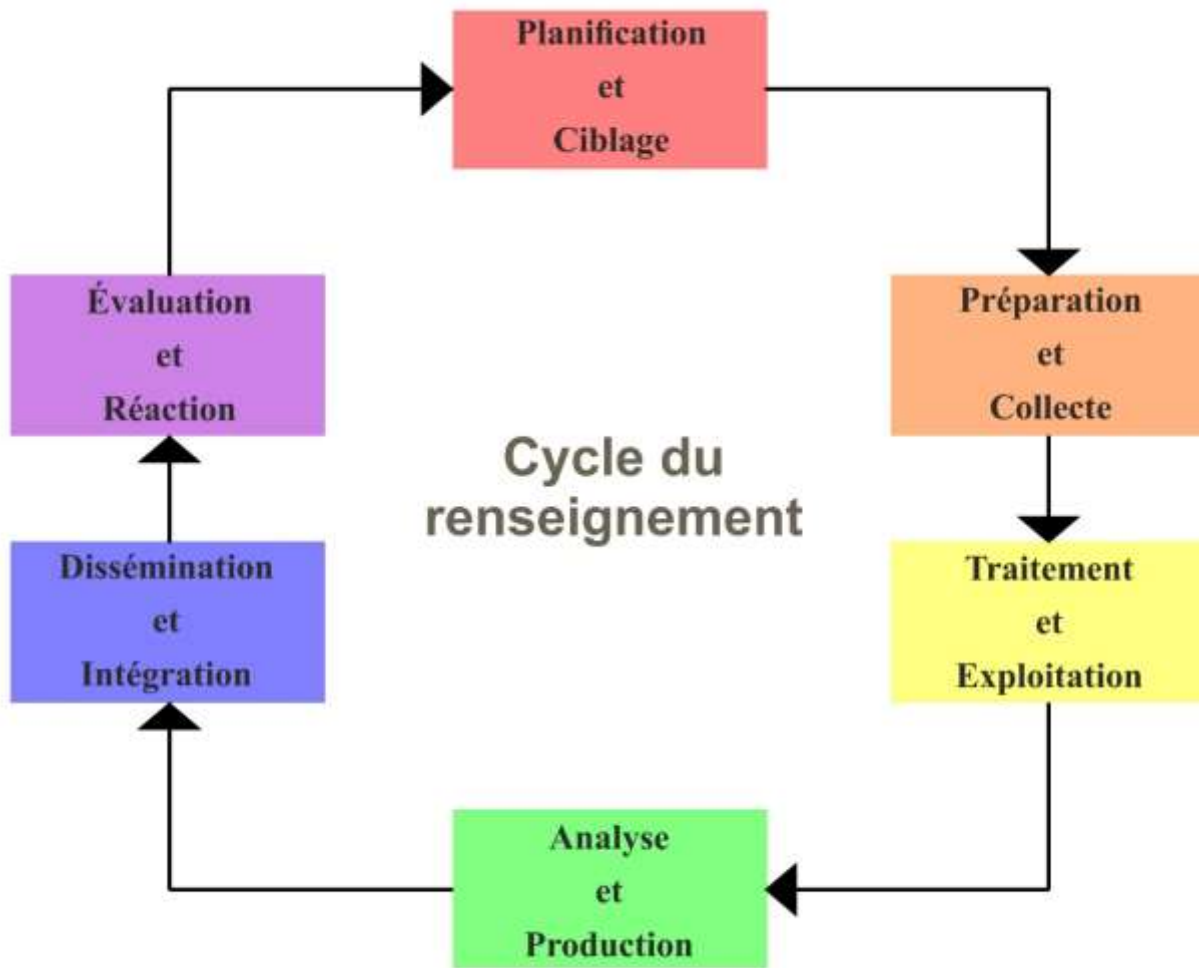 Planification
et
Ciblage
Préparation
et
Collecte
Traitement
et
Exploitation
Analyse
et
Production
Dissémination
et
Intégration
Évaluation
et
Réaction
Cycle du
renseignement